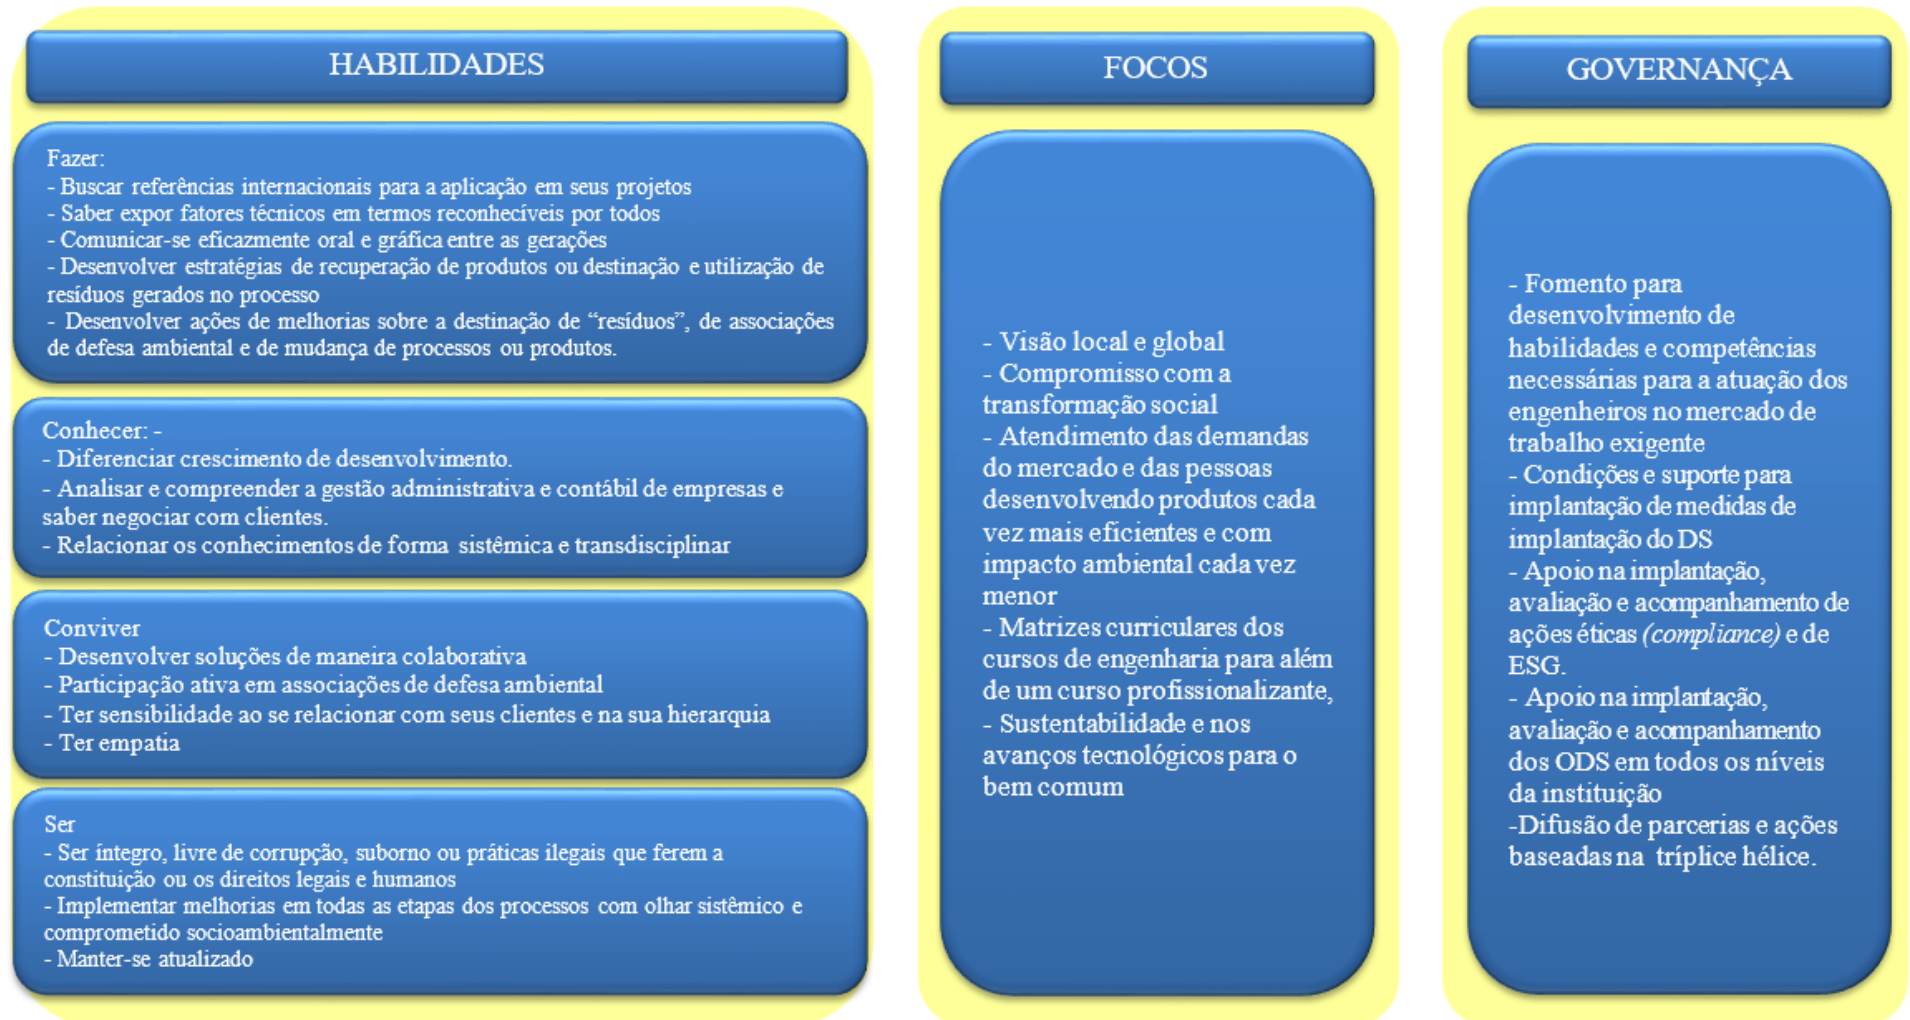 HABILIDADES
Fazer:
- Buscar referências internacionais para a aplicação em seus projetos
- Saber expor fatores técnicos em termos reconhecíveis por todos
- Comunicar-se eficazmente oral e gráfica entre as gerações
- Desenvolver estratégias de recuperação de produtos ou destinação e utilização de
resíduos gerados no processo
- Desenvolver ações de melhorias sobre a destinação de “resíduos”, de associações
de defesa ambiental e de mudança de processos ou produtos.
Conhecer: -
- Diferenciar crescimento de desenvolvimento.
- Analisar e compreender a gestão administrativa e contábil de empresas e
saber negociar com clientes.
- Relacionar os conhecimentos de forma sistêmica e transdisciplinar
Conviver
- Desenvolver soluções de maneira colaborativa
- Participação ativa em associações de defesa ambiental
- Ter sensibilidade ao se relacionar com seus clientes e na sua hierarquia
- Ter empatia
Ser
- Ser íntegro, livre de corrupção, suborno ou práticas ilegais que ferem a
constituição ou os direitos legais e humanos
- Implementar melhorias em todas as etapas dos processos com olhar sistêmico e
comprometido socioambientalmente
- Manter-se atualizado
FOCOS
- Visão local e global
- Compromisso com a
transformação social
- Atendimento das demandas
do mercado e das pessoas
desenvolvendo produtos cada
vez mais eficientes e com
impacto ambiental cada vez
menor
- Matrizes curriculares dos
cursos de engenharia para além
de um curso profissionalizante,
- Sustentabilidade e nos
avanços tecnológicos para o
bem comum
GOVERNANÇA
- Fomento para
desenvolvimento de
habilidades e competências
necessárias para a atuação dos
engenheiros no mercado de
trabalho exigente
- Condições e suporte para
implantação de medidas de
implantação do DS
- Apoio na implantação,
avaliação e acompanhamento de
ações éticas (compliance) e de
ESG.
- Apoio na implantação,
avaliação e acompanhamento
dos ODS em todos os níveis
da instituição
-Difusão de parcerias e ações
baseadas na tríplice hélice.